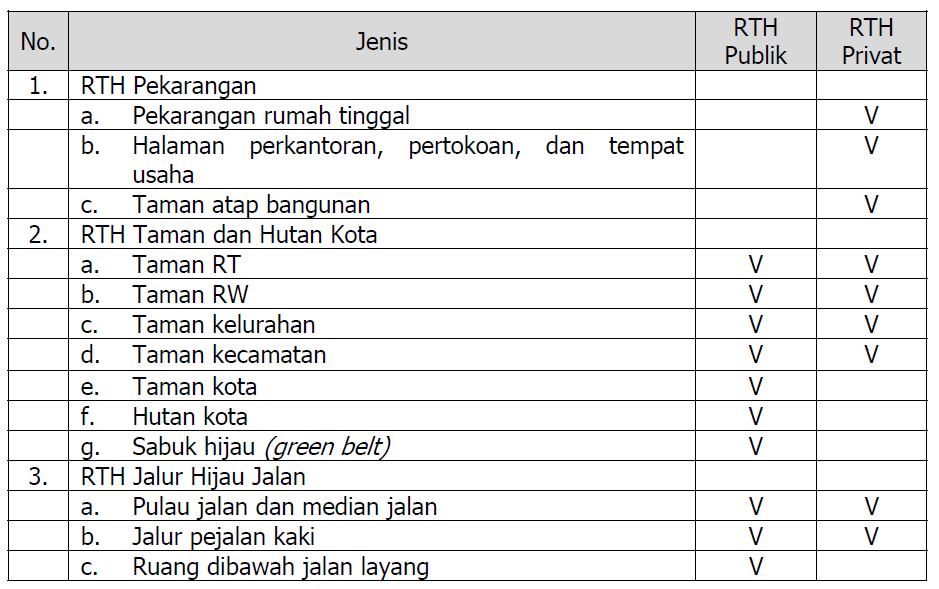 No. Jenis RTH Publik RTH Privat
1. RTH Pekarangan
a. Pekarangan rumah tinggal V
b. Halaman perkantoran, pertokoan, dan tempat V
usaha
c. Taman atap bangunan V
2. RTH Taman dan Hutan Kota
a. Taman RT V V
b. Taman RW V V
c. Taman kelurahan V V
d. Taman kecamatan V V
e. Taman kota V
f. Hutan kota V
g. Sabuk hijau (green belt) V
3. RTH Jalur Hijau Jalan
a. Pulau jalan dan median jalan V V
b. Jalur pejalan kaki V V
c. Ruang dibawah jalan layang V